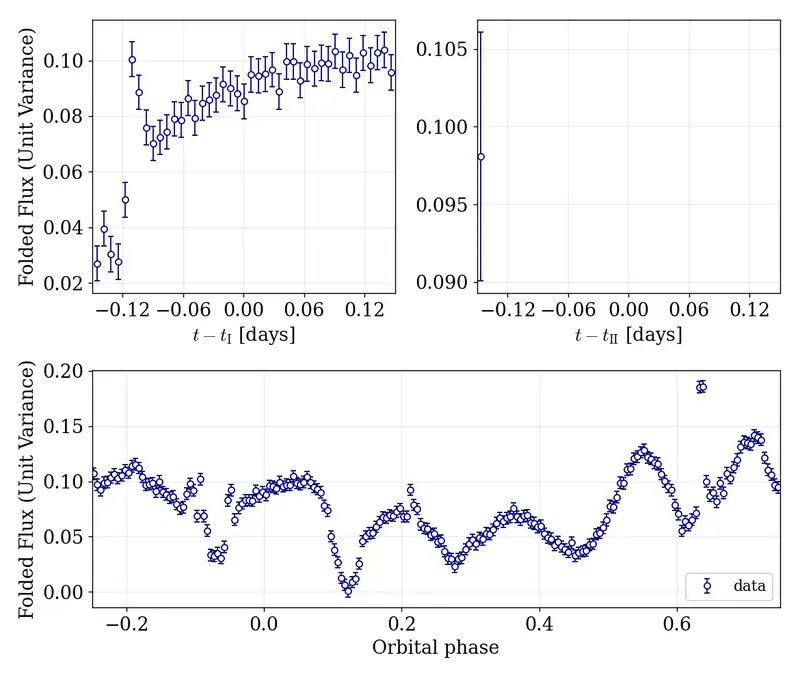 Folded Flux (Unit Variance)
0.10
0.08
0.06
0.04
0.02
−0.12 −0.06 0.00 0.06 0.12
t − t_I [days]
0.105
0.100
0.095
0.090
−0.12 −0.06 0.00 0.06 0.12
t − t_II [days]
Folded Flux (Unit Variance)
0.20
0.15
0.10
0.05
0.00
−0.2 0.0 0.2 0.4 0.6
Orbital phase
data